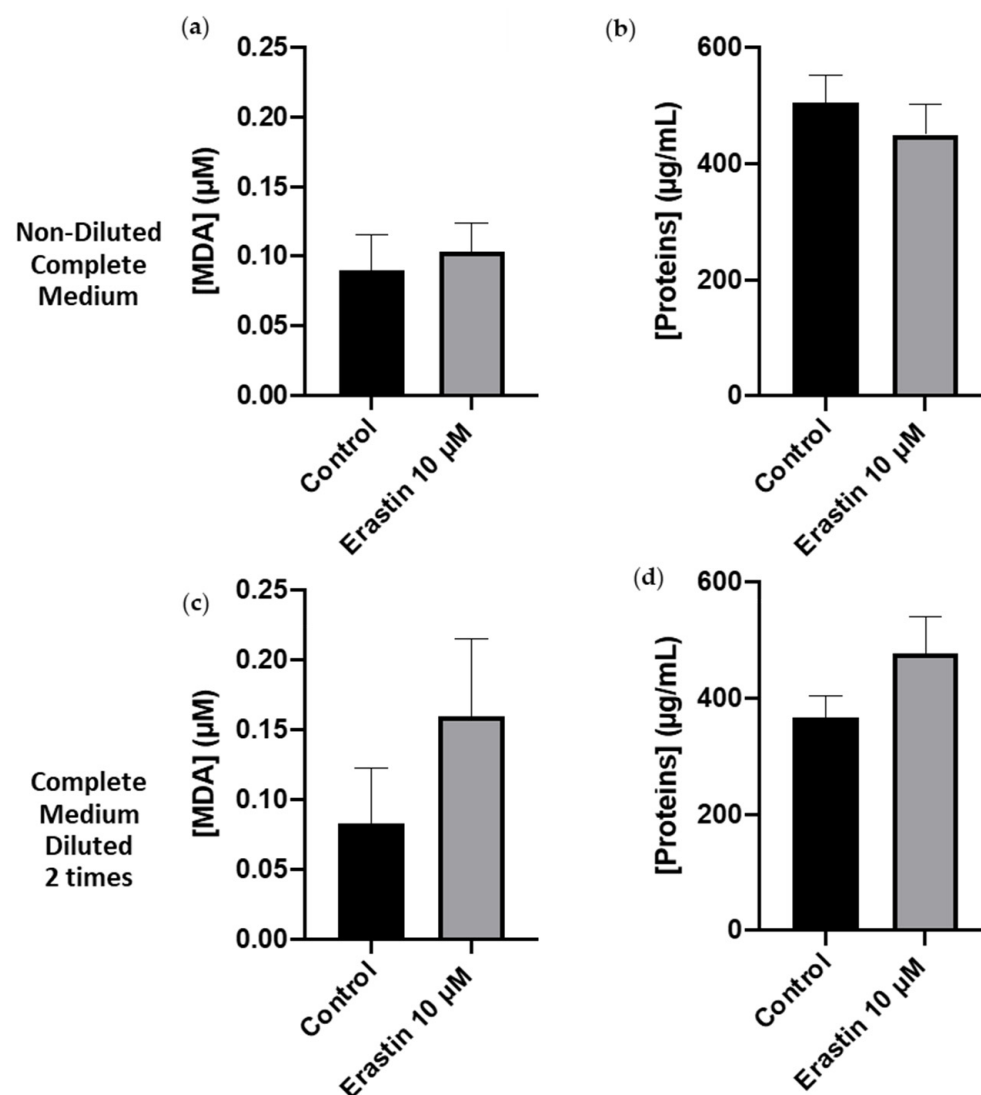 (a)
[MDA] (µM)
0.25
0.20
0.15
0.10
0.05
0.00
Control
Erastin 10 µM
(b)
[Proteins] (µg/mL)
600
400
200
0
Control
Erastin 10 µM
Non-Diluted
Complete
Medium
(c)
[MDA] (µM)
0.25
0.20
0.15
0.10
0.05
0.00
Control
Erastin 10 µM
(d)
[Proteins] (µg/mL)
600
400
200
0
Control
Erastin 10 µM
Complete
Medium
Diluted
2 times